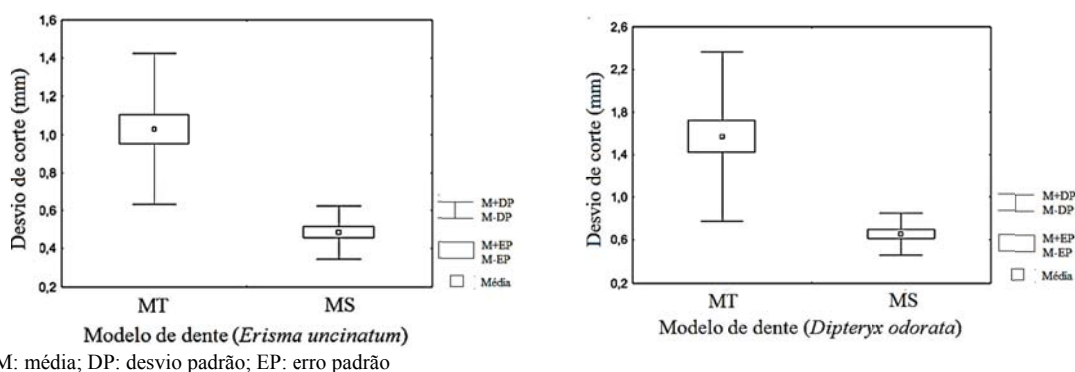 1,6
1,4
1,2
1,0
0,8
0,6
0,4
0,2
Desvio de corte (mm)
MT MS
Modelo de dente (Erisma uncinatum)
M+DP
M-DP
M+EP
M-EP
Média
2,6
2,2
1,8
1,4
1,0
0,6
0,2
Desvio de corte (mm)
MT MS
Modelo de dente (Dipteryx odorata)
M+DP
M-DP
M+EP
M-EP
Média
M: média; DP: desvio padrão; EP: erro padrão